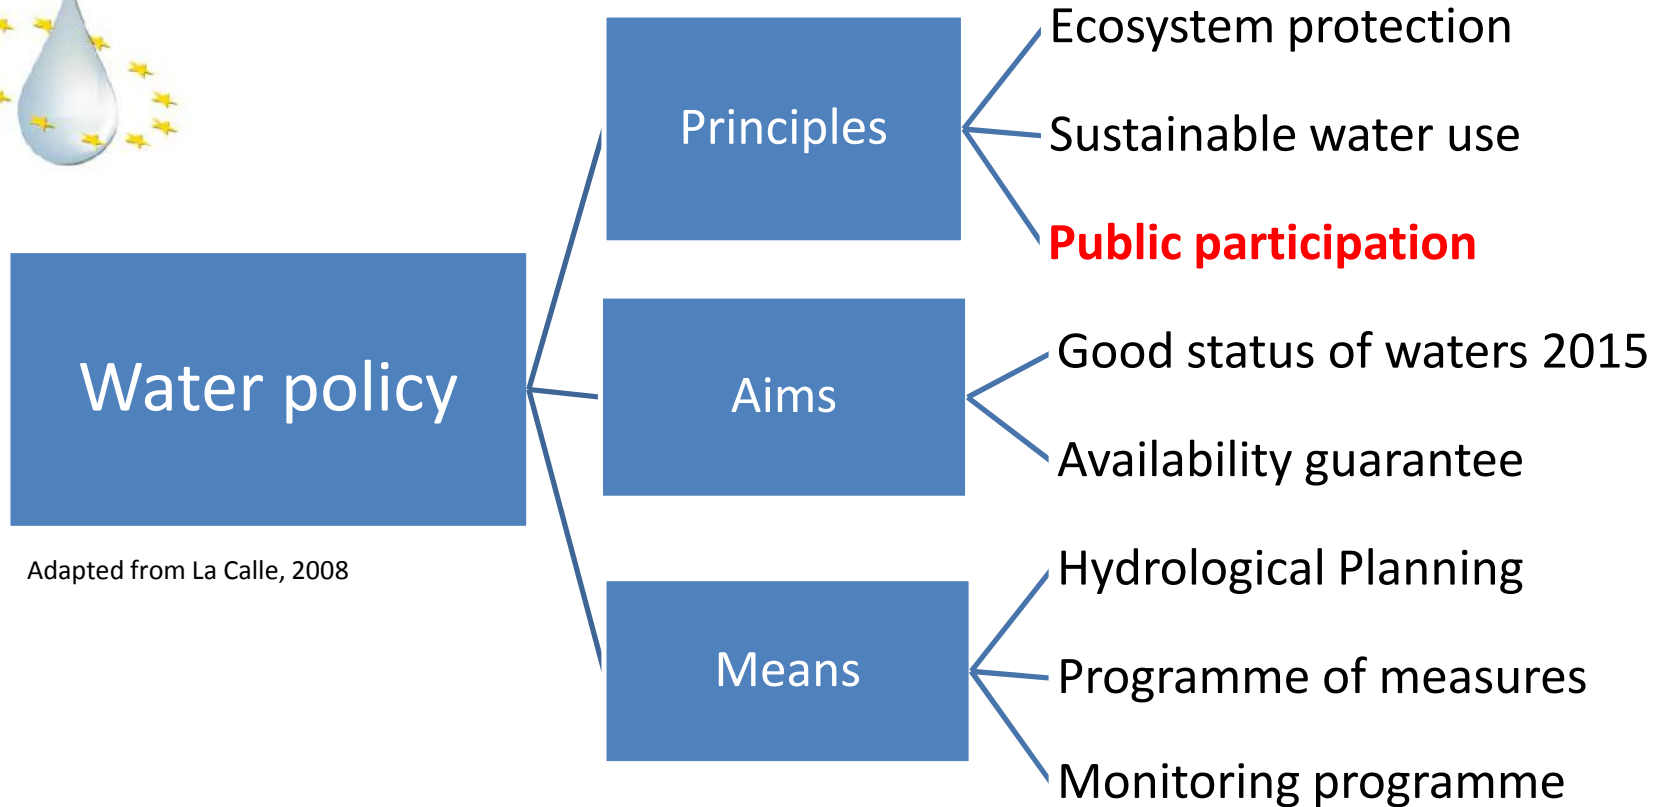 Water policy
Adapted from La Calle, 2008
Principles
Ecosystem protection
Sustainable water use
Public participation
Aims
Good status of waters 2015
Availability guarantee
Means
Hydrological Planning
Programme of measures
Monitoring programme